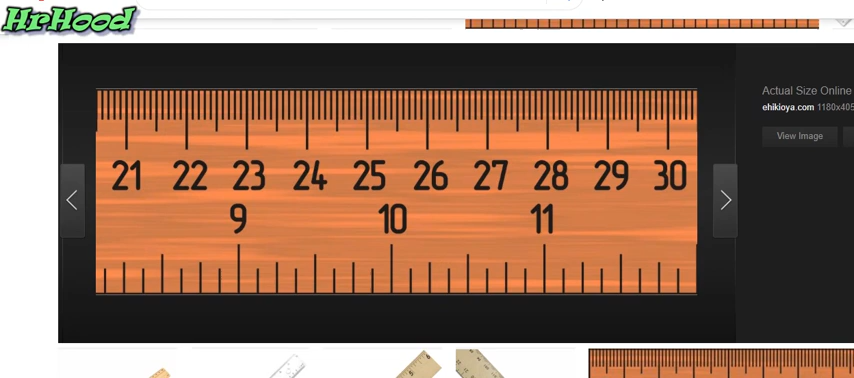 HrHood
Actual Size Online
ehikioya.com 1180x405
View Image
21 22 23 24 25 26 27 28 29 30
9 10 11